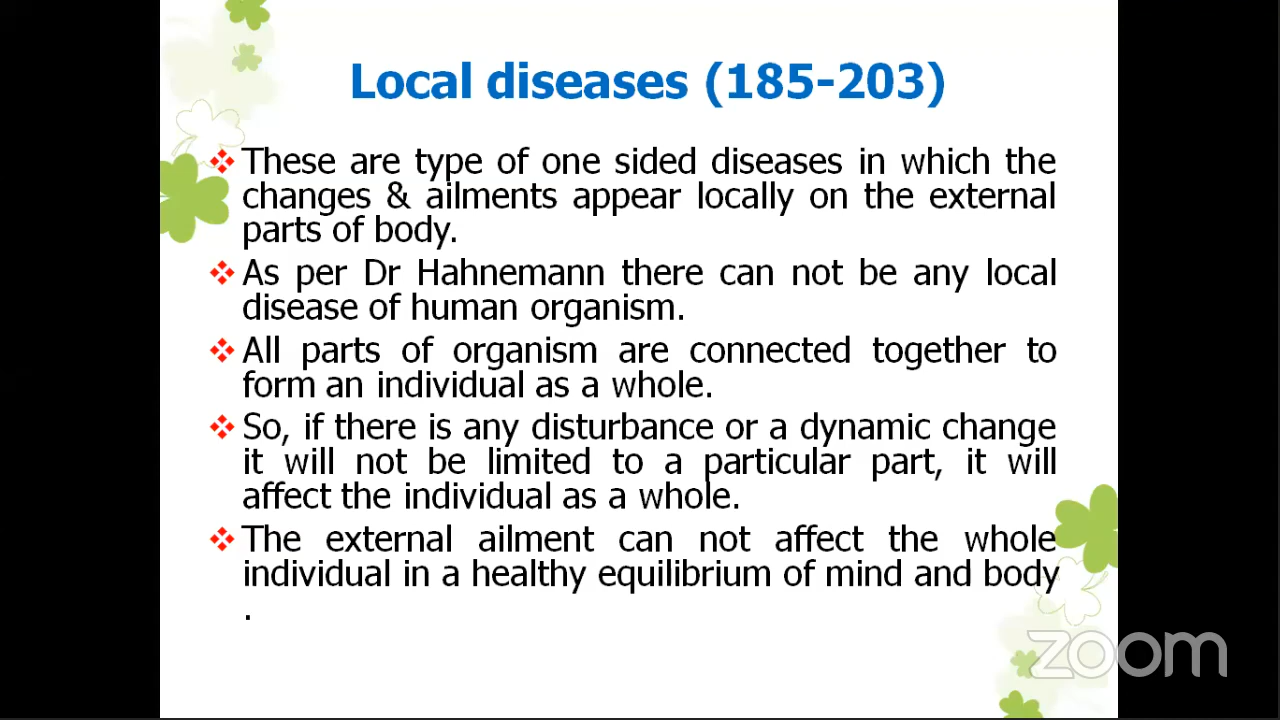 Local diseases (185-203)
❖ These are type of one sided diseases in which the
changes & ailments appear locally on the external
parts of body.
❖ As per Dr Hahnemann there can not be any local
disease of human organism.
❖ All parts of organism are connected together to
form an individual as a whole.
❖ So, if there is any disturbance or a dynamic change
it will not be limited to a particular part, it will
affect the individual as a whole.
❖ The external ailment can not affect the whole
individual in a healthy equilibrium of mind and body
.
zoom